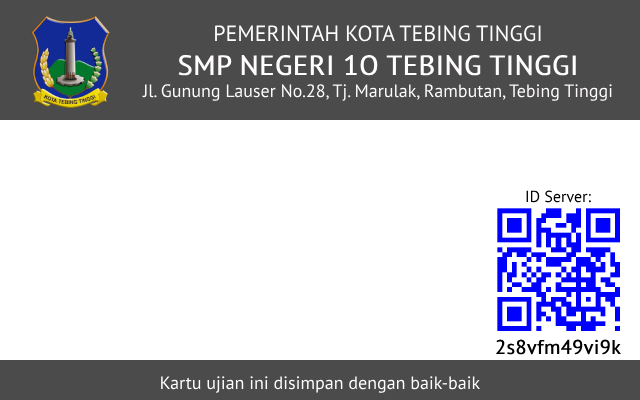 PEMERINTAH KOTA TEBING TINGGI
SMP NEGERI 1O TEBING TINGGI
Jl. Gunung Lauser No.28, Tj. Marulak, Rambutan, Tebing Tinggi
KOTA TEBING TINGGI
ID Server:
2s8vfm49vi9k
Kartu ujian ini disimpan dengan baik-baik